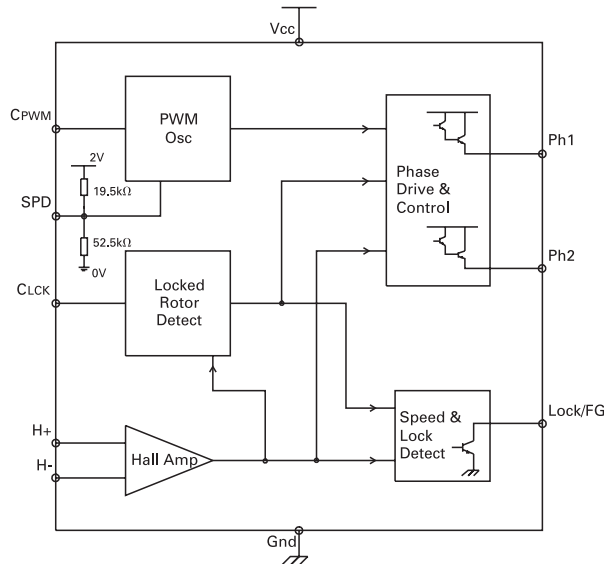 Vcc
CPWM
PWM
Osc
Ph1
2V
19.5kΩ
Phase
Drive &
Control
SPD
52.5kΩ
0V
Ph2
CLCK
Locked
Rotor
Detect
Lock/FG
Speed &
Lock
Detect
H+
Hall Amp
H-
Gnd